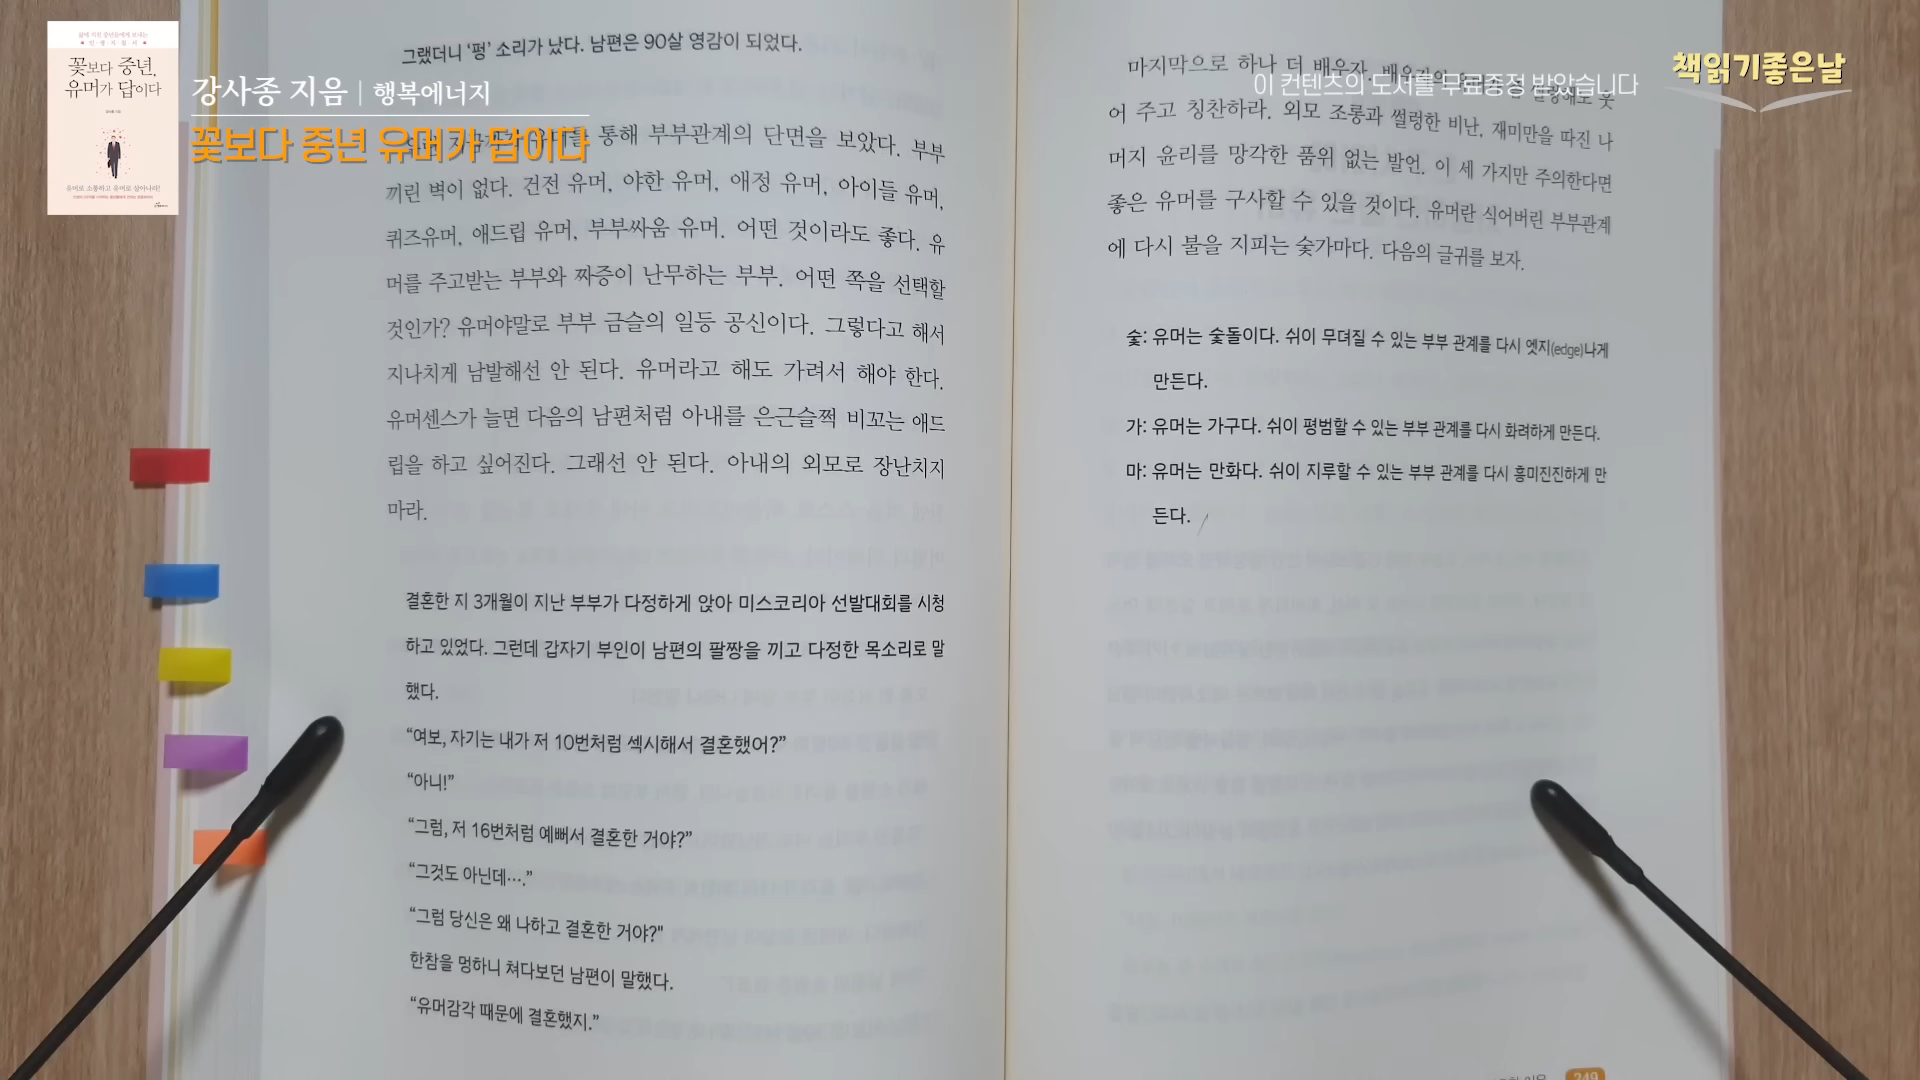 삶에 지친 중년들에게 보내는
인생지침서
꽃보다 중년,
유머가 답이다
강사종 지음
유머로 소통하고 유머로 살아나라!
강사종 지음 | 행복에너지
꽃보다 중년 유머가 답이다
이 컨텐츠의 도서를 무료증정 받았습니다
책읽기좋은날
그랬더니 ‘펑’ 소리가 났다. 남편은 90살 영감이 되었다.
통해 부부관계의 단면을 보았다. 부부
끼린 벽이 없다. 건전 유머, 야한 유머, 애정 유머, 아이들 유머,
퀴즈유머, 애드립 유머, 부부싸움 유머. 어떤 것이라도 좋다. 유
머를 주고받는 부부와 짜증이 난무하는 부부. 어떤 쪽을 선택할
것인가? 유머야말로 부부 금슬의 일등 공신이다. 그렇다고 해서
지나치게 남발해선 안 된다. 유머라고 해도 가려서 해야 한다.
유머센스가 늘면 다음의 남편처럼 아내를 은근슬쩍 비꼬는 애드
립을 하고 싶어진다. 그래선 안 된다. 아내의 외모로 장난치지
마라.
결혼한 지 3개월이 지난 부부가 다정하게 앉아 미스코리아 선발대회를 시청
하고 있었다. 그런데 갑자기 부인이 남편의 팔짱을 끼고 다정한 목소리로 말
했다.
“여보, 자기는 내가 저 10번처럼 섹시해서 결혼했어?”
“아니!”
“그럼, 저 16번처럼 예뻐서 결혼한 거야?”
“그것도 아닌데….”
“그럼 당신은 왜 나하고 결혼한 거야?"
한참을 멍하니 쳐다보던 남편이 말했다.
“유머감각 때문에 결혼했지.”
마지막으로 하나 더 배우자. 배우자의 썰렁해도 웃
어 주고 칭찬하라. 외모 조롱과 썰렁한 비난, 재미만을 따진 나
머지 윤리를 망각한 품위 없는 발언. 이 세 가지만 주의한다면
좋은 유머를 구사할 수 있을 것이다. 유머란 식어버린 부부관계
에 다시 불을 지피는 숯가마다. 다음의 글귀를 보자.
숯: 유머는 숯돌이다. 쉬이 무뎌질 수 있는 부부 관계를 다시 엣지(edge)나게
만든다.
가: 유머는 가구다. 쉬이 평범할 수 있는 부부 관계를 다시 화려하게 만든다.
마: 유머는 만화다. 쉬이 지루할 수 있는 부부 관계를 다시 흥미진진하게 만
든다.
249